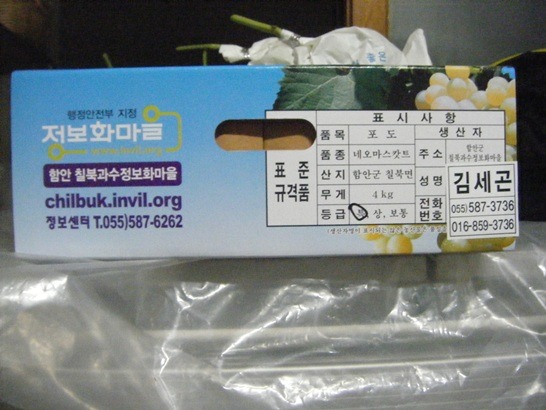 행정안전부 지정
정보화마을
www.invil.org
함안 칠북과수정보화마을
chilbuk.invil.org
정보센터 T.055)587-6262
표준규격품
표시사항
품목 포도
품종 네오마스캇트
산지 함안군 칠북면
무게 4kg
등급 특, 상, 보통
생산자
주소 함안군 칠북과수정보화마을
성명 김세곤
전화번호 055)587-3736
016-859-3736